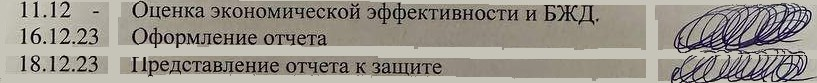 11.12 - Оценка экономической эффективности и БЖД.
16.12.23 Оформление отчета
18.12.23 Представление отчета к защите